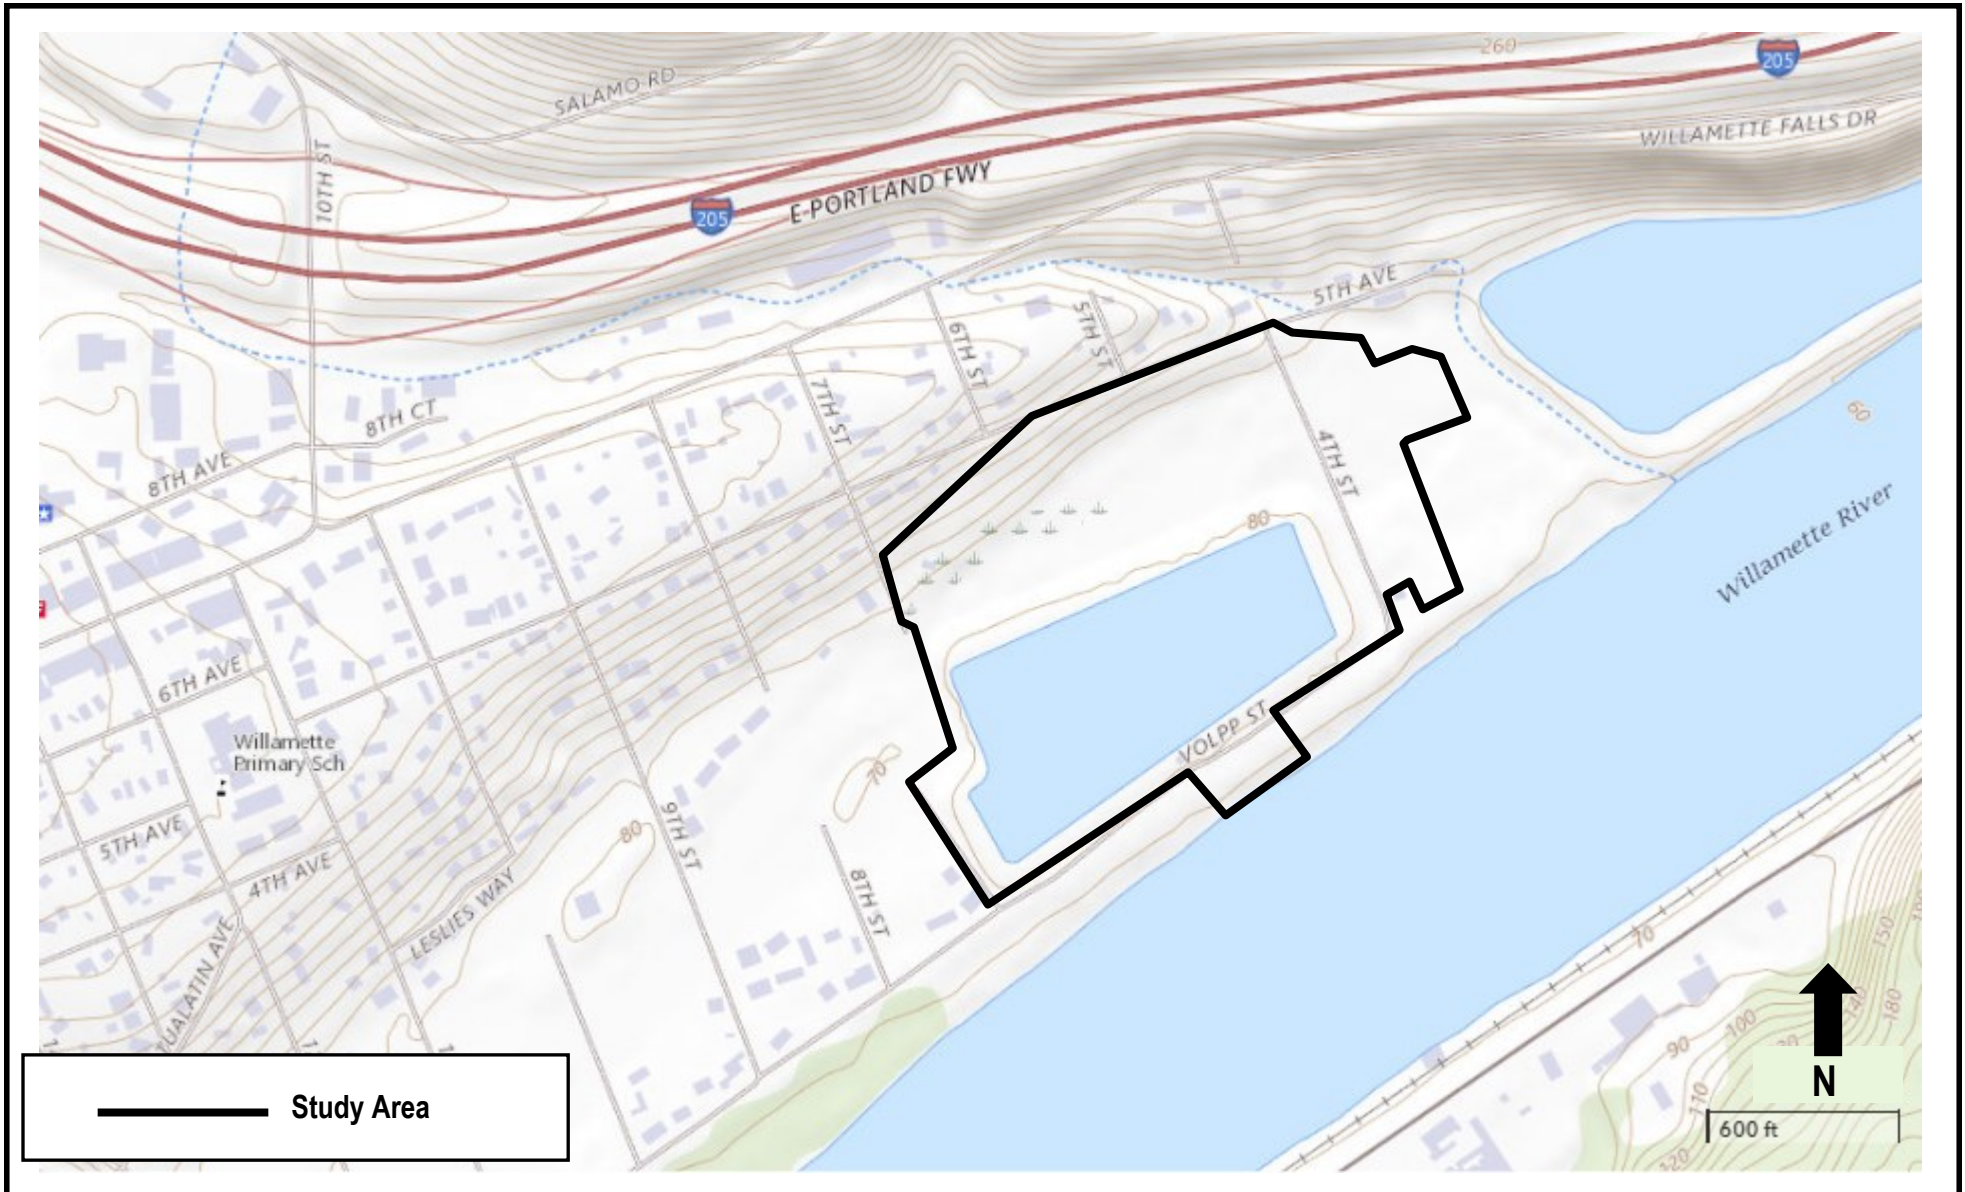 260
205
SALAMO RD
WILLAMETTE FALLS DR
10TH ST
E-PORTLAND FWY
205
5TH AVE
5TH ST
6TH ST
7TH ST
60
8TH CT
4TH ST
8TH AVE
80
Willamette River
6TH AVE
VOLPP ST
Willamette
Primary Sch
70
80
9TH ST
5TH AVE
4TH AVE
8TH ST
LESLIES WAY
TUALATIN AVE
70
150
140
180
100
90
110
120
N
600 ft
Study Area